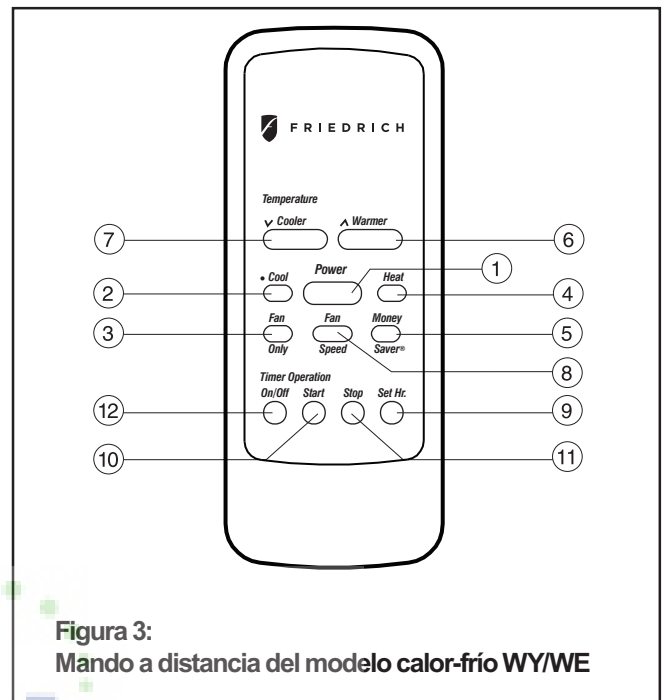 FRIEDRICH
Temperature
Cooler Warmer
7 6
Power 1
• Cool Heat
2 4
Fan Fan Money
3 5
Only Speed Saver®
8
Timer Operation
On/Off Start Stop Set Hr.
12 9
10 11
Figura 3:
Mando a distancia del modelo calor-frío WY/WE